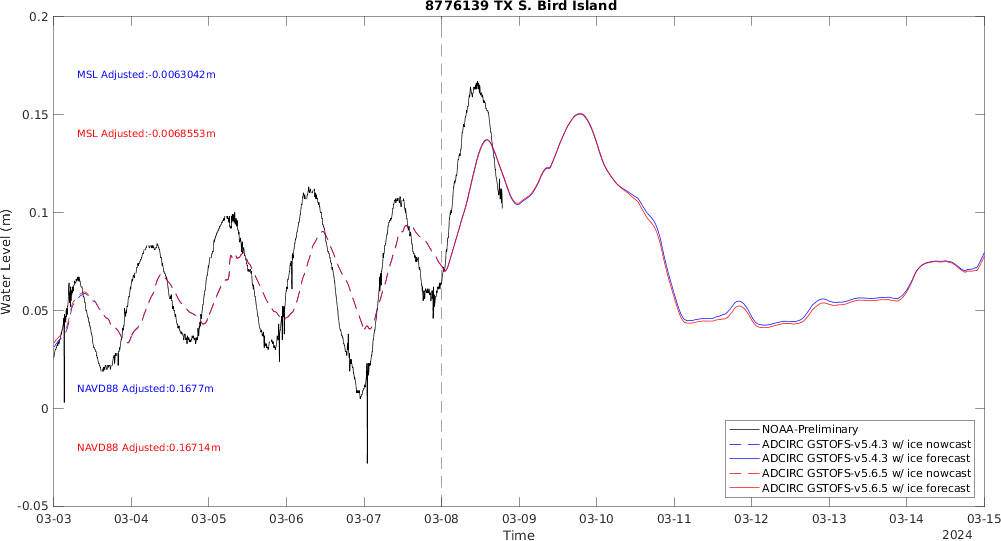 8776139 TX S. Bird Island
0.2
0.15
0.1
0.05
0
-0.05
Water Level (m)
MSL Adjusted:-0.0063042m
MSL Adjusted:-0.0068553m
NAVD88 Adjusted:0.1677m
NAVD88 Adjusted:0.16714m
NOAA-Preliminary
ADCIRC GSTOFS-v5.4.3 w/ ice nowcast
ADCIRC GSTOFS-v5.4.3 w/ ice forecast
ADCIRC GSTOFS-v5.6.5 w/ ice nowcast
ADCIRC GSTOFS-v5.6.5 w/ ice forecast
03-03 03-04 03-05 03-06 03-07 03-08 03-09 03-10 03-11 03-12 03-13 03-14 03-15
Time
2024